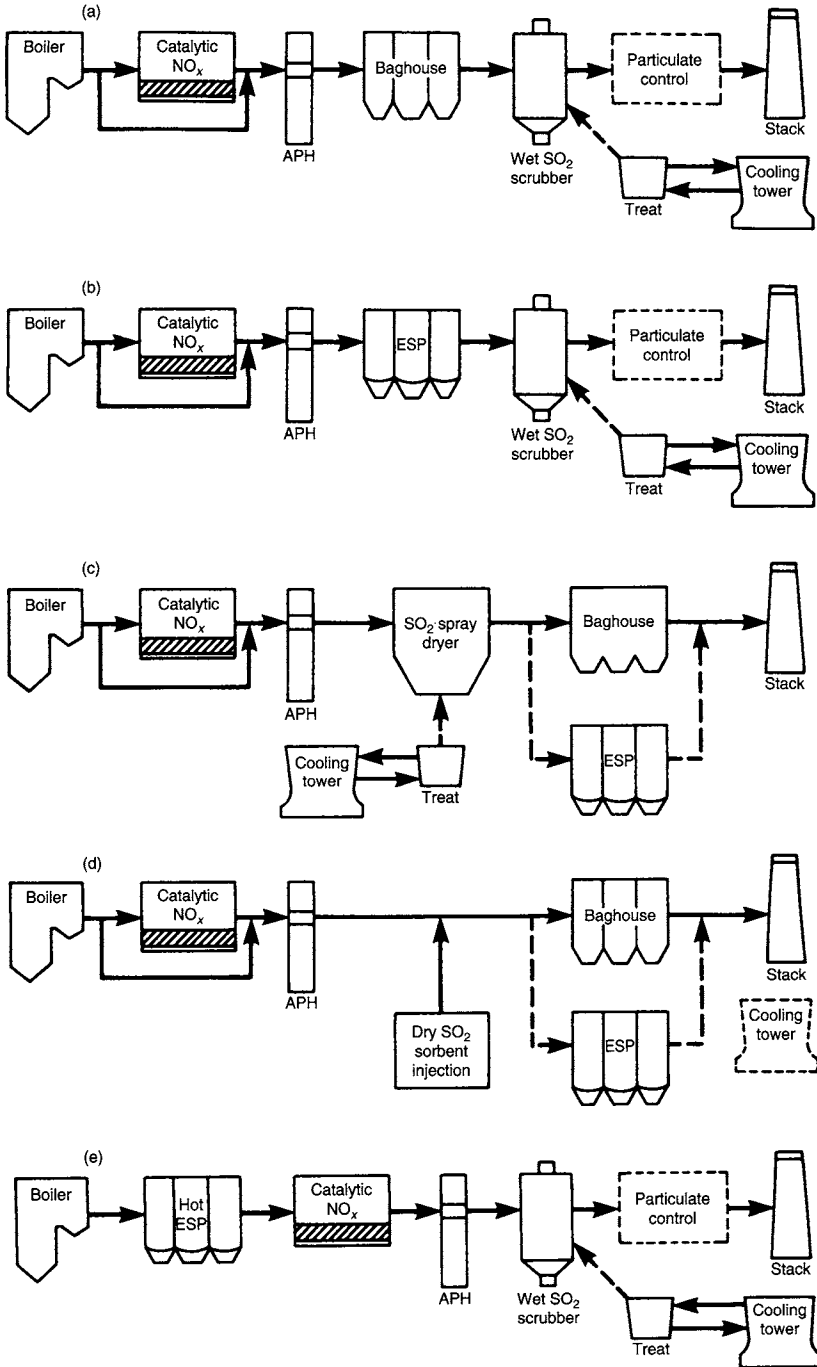 (a)
Boiler
Catalytic
NOₓ
APH
Baghouse
Wet SO₂
scrubber
Particulate
control
Stack
Treat
Cooling
tower
(b)
Boiler
Catalytic
NOₓ
APH
ESP
Wet SO₂
scrubber
Particulate
control
Stack
Treat
Cooling
tower
(c)
Boiler
Catalytic
NOₓ
APH
SO₂ spray
dryer
Baghouse
Stack
Cooling
tower
Treat
ESP
(d)
Boiler
Catalytic
NOₓ
APH
Dry SO₂
sorbent
injection
Baghouse
ESP
Stack
Cooling
tower
(e)
Boiler
Hot
ESP
Catalytic
NOₓ
APH
Wet SO₂
scrubber
Particulate
control
Stack
Treat
Cooling
tower